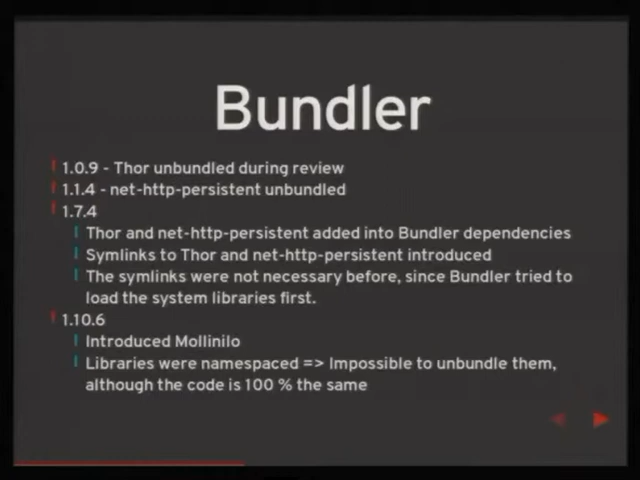 Bundler
1.0.9 - Thor unbundled during review
1.1.4 - net-http-persistent unbundled
1.7.4
Thor and net-http-persistent added into Bundler dependencies
Symlinks to Thor and net-http-persistent introduced
The symlinks were not necessary before, since Bundler tried to
load the system libraries first.
1.10.6
Introduced Mollinilo
Libraries were namespaced => Impossible to unbundle them,
although the code is 100 % the same